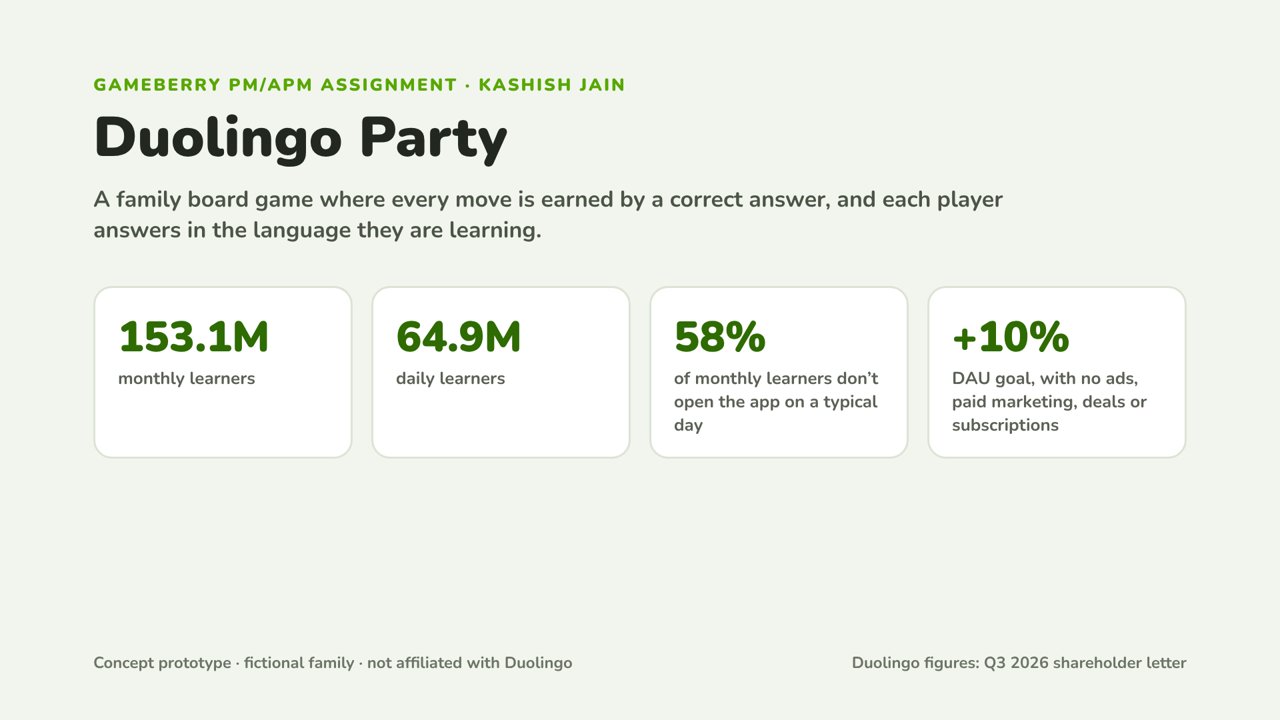 GAMEBERRY PM/APM ASSIGNMENT · KASHISH JAIN
Duolingo Party
A family board game where every move is earned by a correct answer, and each player
answers in the language they are learning.
153.1M
monthly learners
64.9M
daily learners
58%
of monthly learners don’t
open the app on a typical
day
+10%
DAU goal, with no ads,
paid marketing, deals or
subscriptions
Concept prototype · fictional family · not affiliated with Duolingo
Duolingo figures: Q3 2026 shareholder letter